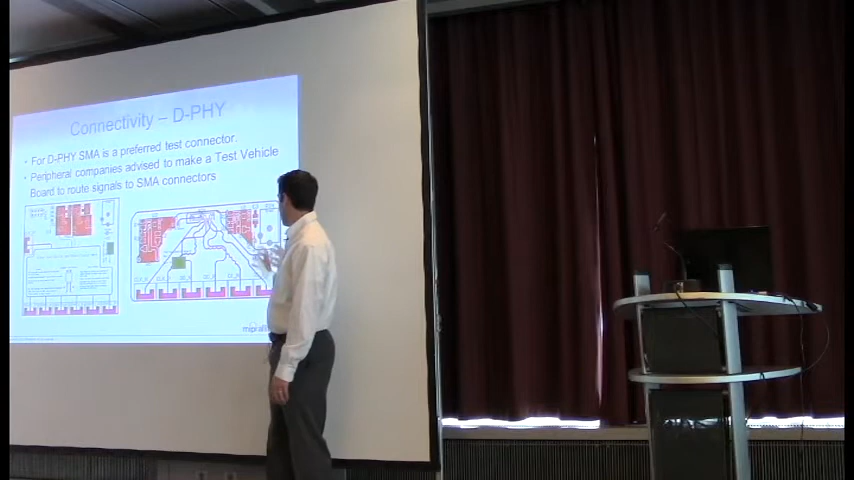 Connectivity – D-PHY
• For D-PHY SMA is a preferred test connector.
• Peripheral companies advised to make a Test Vehicle
Board to route signals to SMA connectors